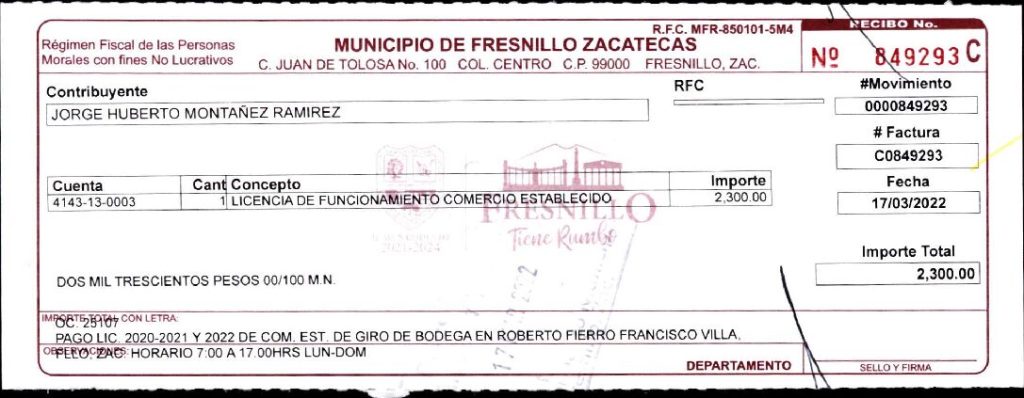 Régimen Fiscal de las Personas
Morales con fines No Lucrativos
R.F.C. MFR-850101-5M4
MUNICIPIO DE FRESNILLO ZACATECAS
C. JUAN DE TOLOSA No. 100 COL. CENTRO C.P. 99000 FRESNILLO, ZAC.
RECIBO No.
Nº 849293 C
Contribuyente
JORGE HUBERTO MONTAÑEZ RAMIREZ
RFC
#Movimiento
0000849293
# Factura
C0849293
Fecha
17/03/2022
Cuenta Cant Concepto Importe
4143-13-0003 1 LICENCIA DE FUNCIONAMIENTO COMERCIO ESTABLECIDO 2,300.00
FRESNILLO
Tiene Rumbo
2021-2024
Importe Total
2,300.00
DOS MIL TRESCIENTOS PESOS 00/100 M.N.
IMPORTE TOTAL CON LETRA:
OC. 25107
PAGO LIC. 2020-2021 Y 2022 DE COM. EST. DE GIRO DE BODEGA EN ROBERTO FIERRO FRANCISCO VILLA,
OBSERVACIONES:
FLLO, ZAC. HORARIO 7:00 A 17.00HRS LUN-DOM
DEPARTAMENTO
SELLO Y FIRMA